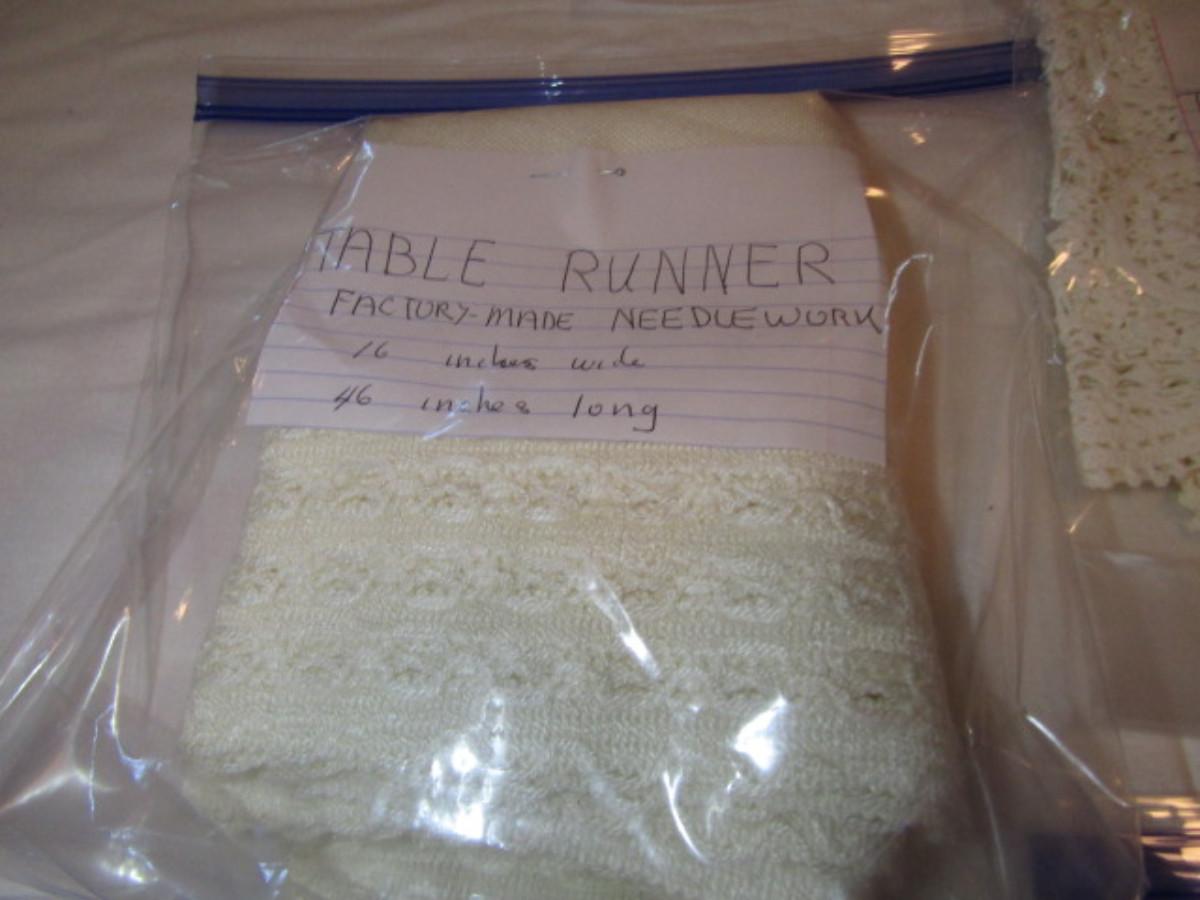 TABLE RUNNER
FACTORY-MADE NEEDLEWORK
16 inches wide
46 inches long